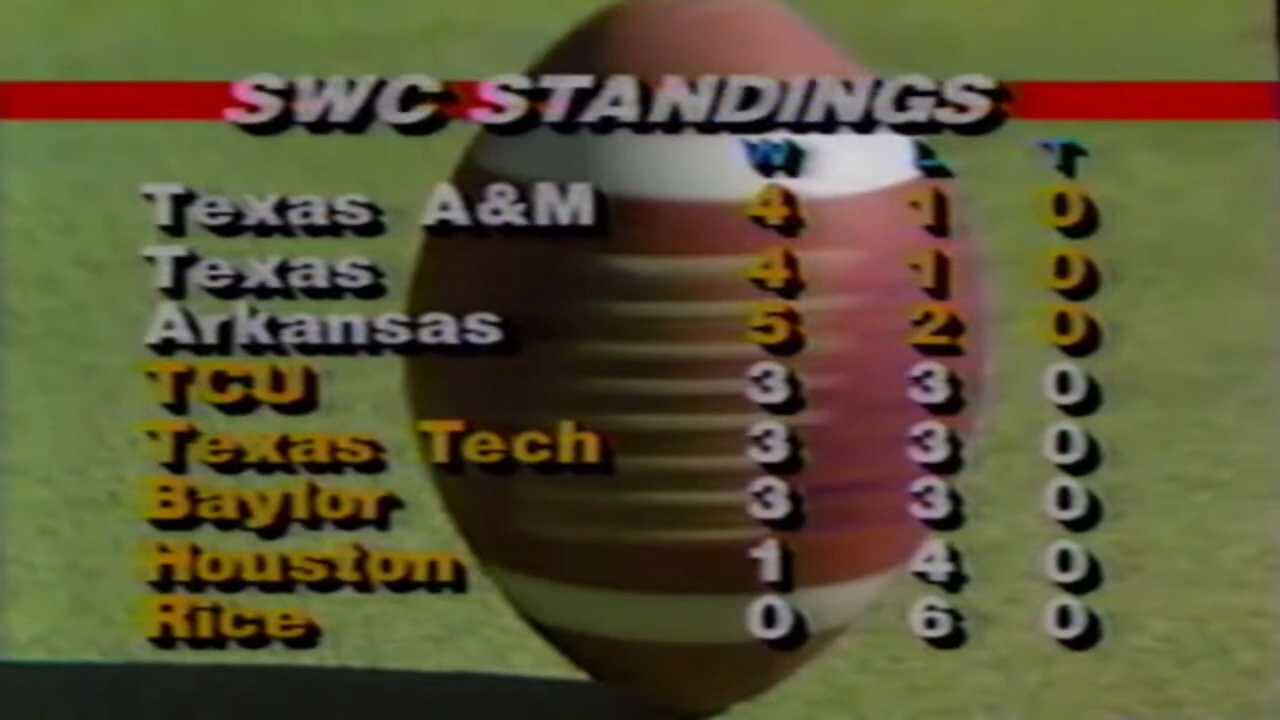 SWC STANDINGS
W L T
Texas A&M 4 1 0
Texas 4 1 0
Arkansas 5 2 0
TCU 3 3 0
Texas Tech 3 3 0
Baylor 3 3 0
Houston 1 4 0
Rice 0 6 0